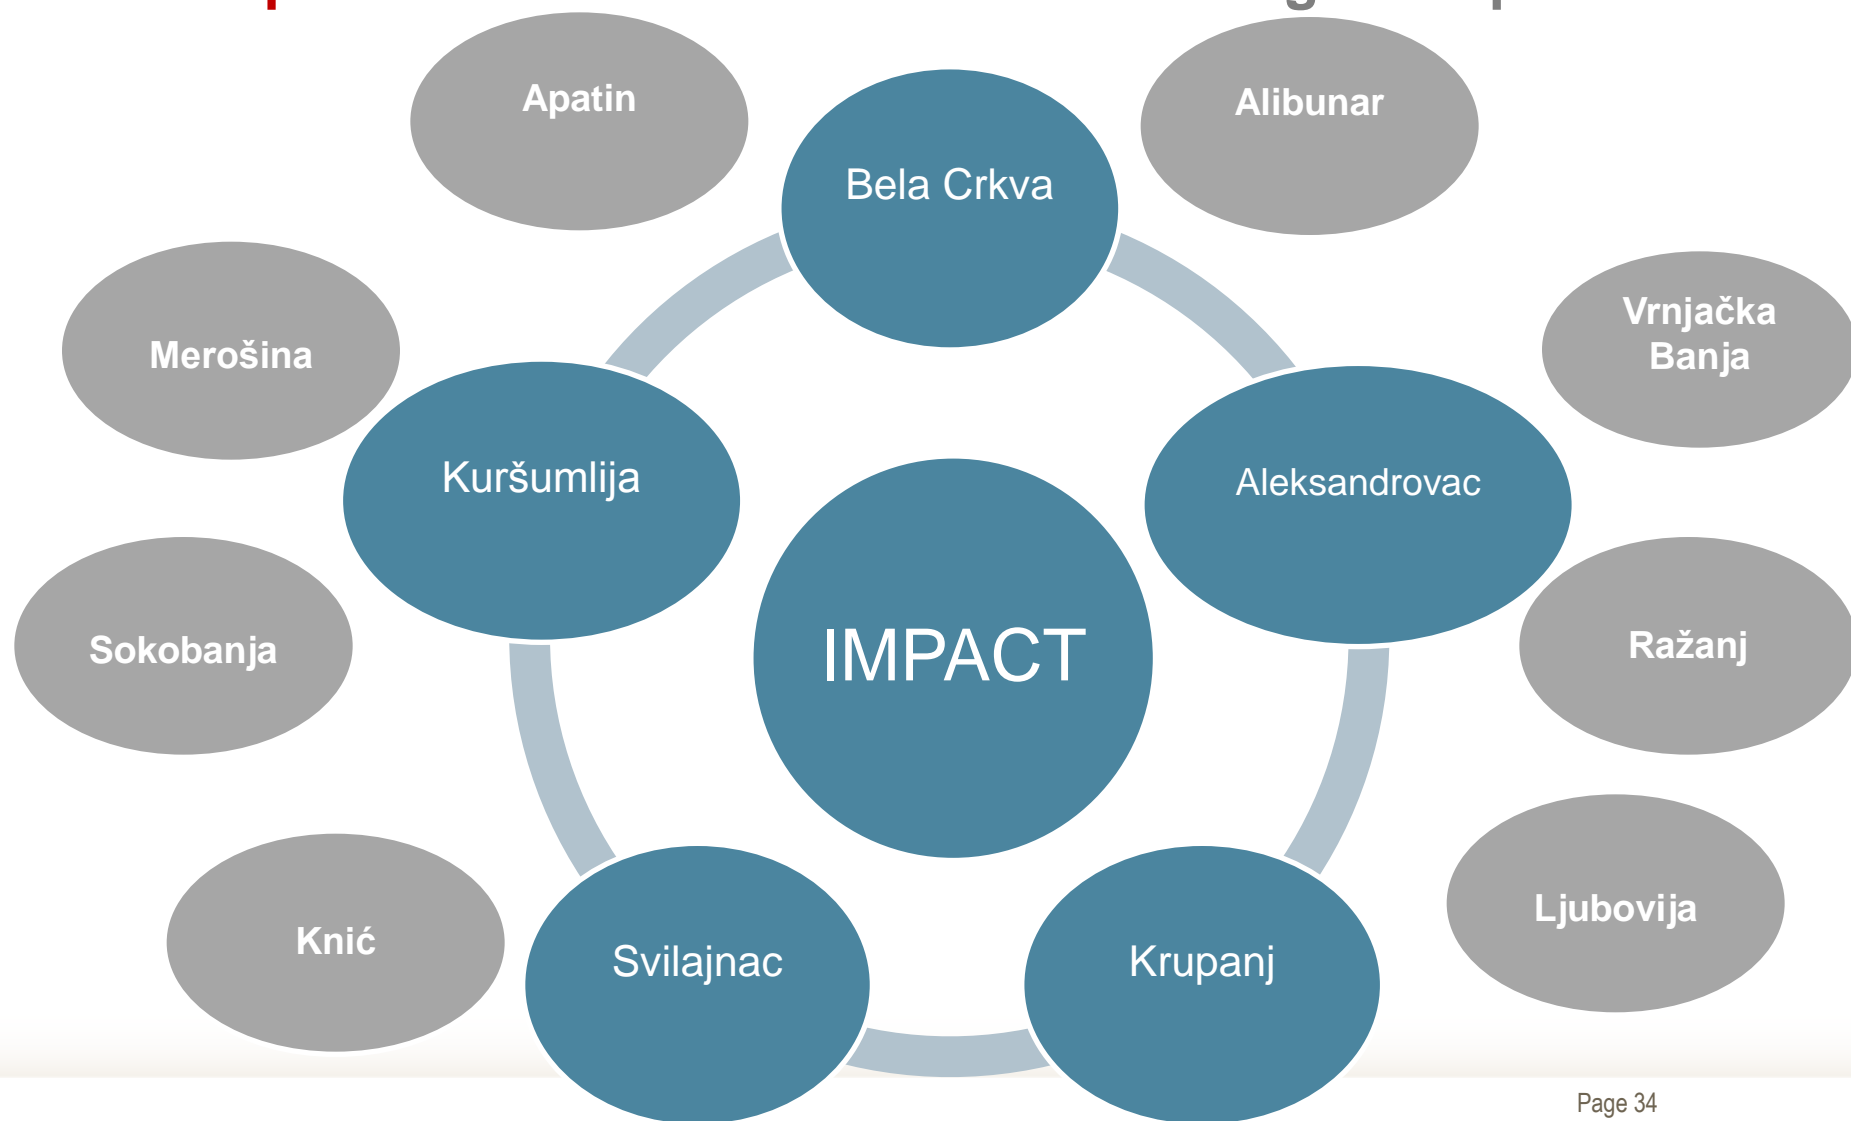 Apatin
Alibunar
Bela Crkva
Vrnjačka
Banja
Merošina
Kuršumlija
Aleksandrovac
Sokobanja
IMPACT
Ražanj
Ljubovija
Knić
Svilajnac
Krupanj
Page 34